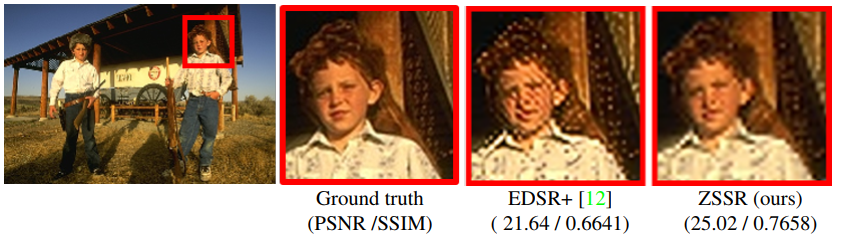 Ground truth
(PSNR /SSIM)
EDSR+ [12]
( 21.64 / 0.6641)
ZSSR (ours)
(25.02 / 0.7658)